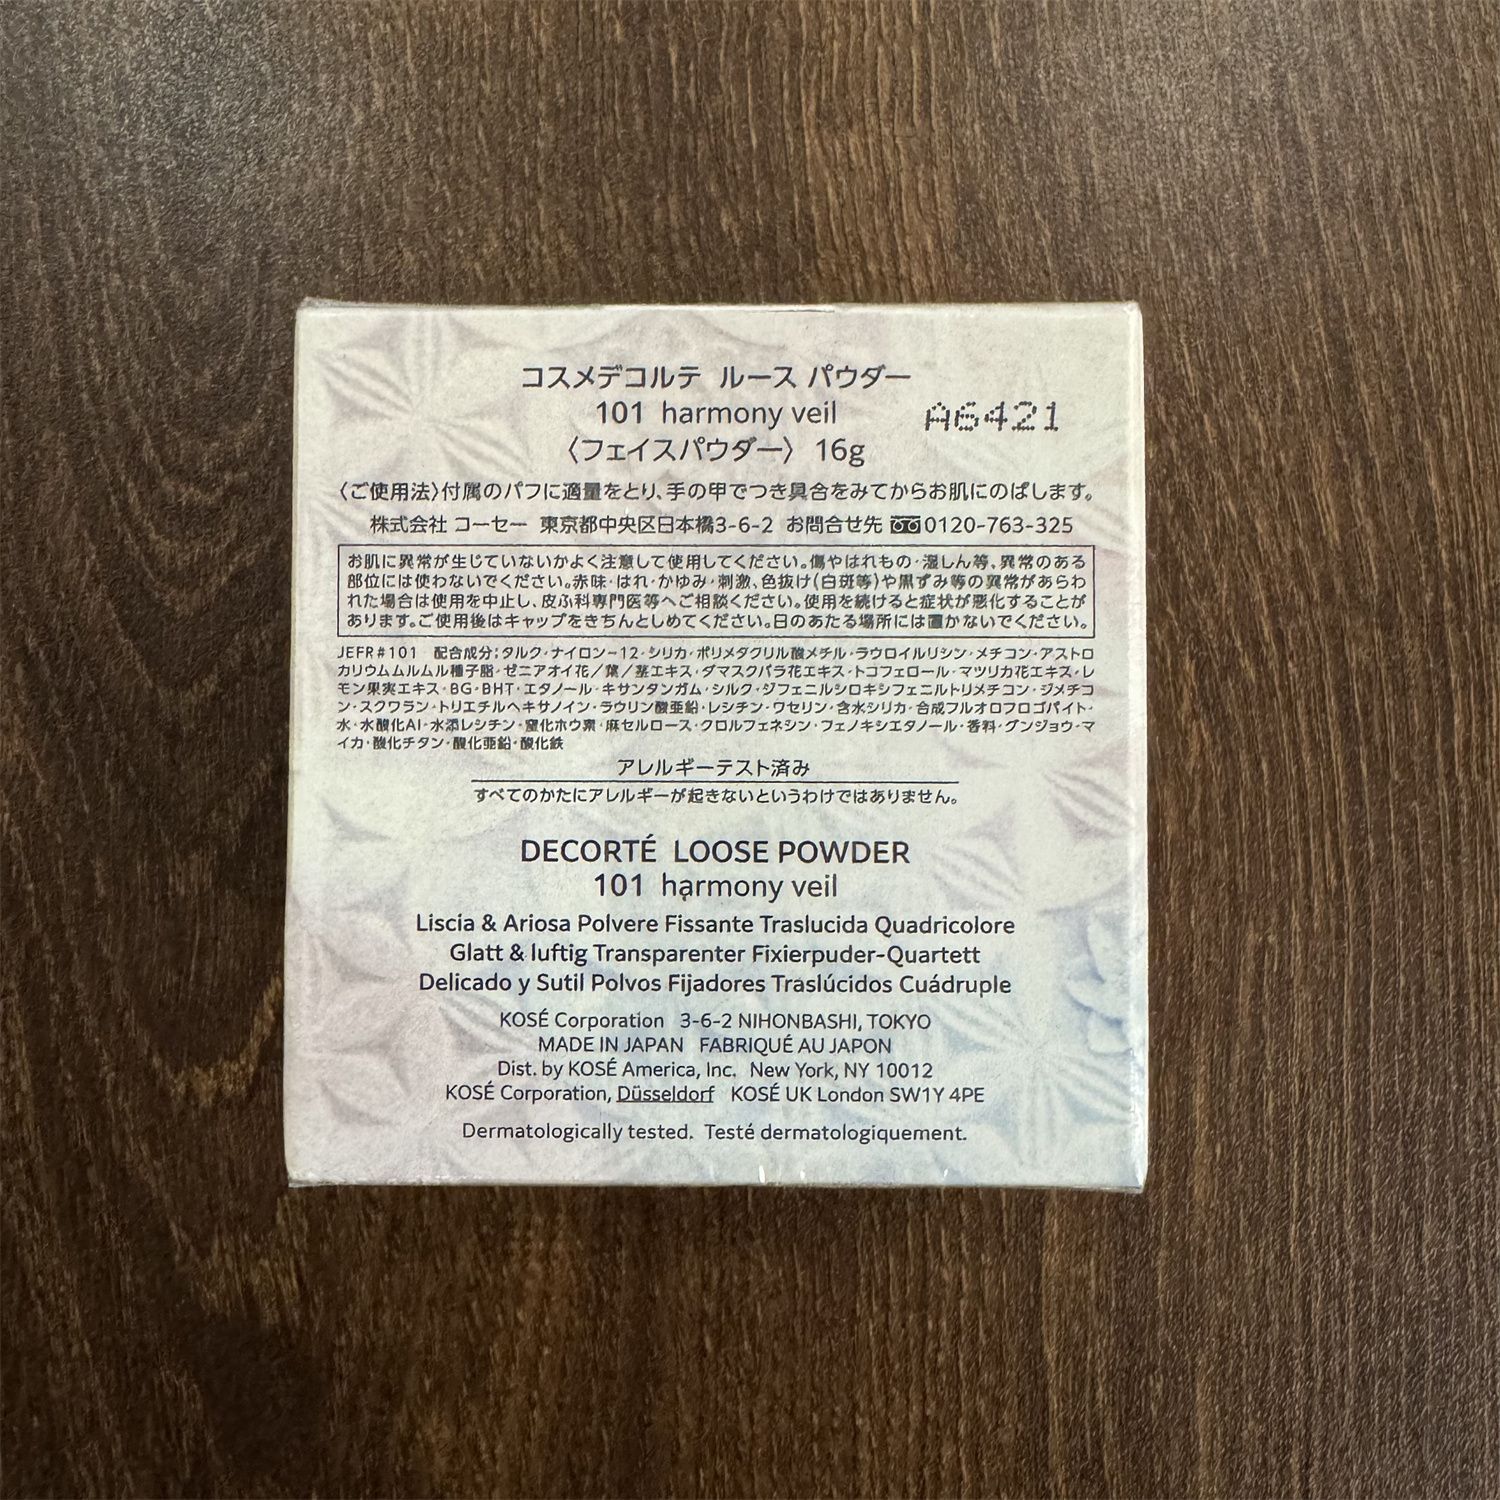 コスメデコルテ ルース パウダー
101 harmony veil
A6421
〈フェイスパウダー〉 16g
〈ご使用法〉付属のパフに適量をとり、手の甲でつき具合をみてからお肌にのばします。
株式会社 コーセー 東京都中央区日本橋3-6-2 お問合せ先 0120-763-325
お肌に異常が生じていないかよく注意して使用してください。傷やはれもの・湿しん等、異常のある
部位には使わないでください。赤味・はれ・かゆみ・刺激、色抜け(白斑等)や黒ずみ等の異常があらわ
れた場合は使用を中止し、皮ふ科専門医等へご相談ください。使用を続けると症状が悪化することが
あります。ご使用後はキャップをきちんとしめてください。日のあたる場所には置かないでください。
JEFR#101 配合成分:タルク・ナイロン-12・シリカ・ポリメタクリル酸メチル・ラウロイルリシン・メチコン・アストロ
カリウムムルムル種子脂・ゼニアオイ花/葉/茎エキス・ダマスクバラ花エキス・トコフェロール・マツリカ花エキス・レ
モン果実エキス・BG・BHT・エタノール・キサンタンガム・シルク・ジフェニルシロキシフェニルトリメチコン・ジメチコ
ン・スクワラン・トリエチルヘキサノイン・ラウリン酸亜鉛・レシチン・ワセリン・含水シリカ・合成フルオロフロゴパイト・
水・水酸化Al・水添レシチン・窒化ホウ素・麻セルロース・クロルフェネシン・フェノキシエタノール・香料・グンジョウ・マ
イカ・酸化チタン・酸化亜鉛・酸化鉄
アレルギーテスト済み
すべてのかたにアレルギーが起きないというわけではありません。
DECORTÉ LOOSE POWDER
101 harmony veil
Liscia & Ariosa Polvere Fissante Traslucida Quadricolore
Glatt & luftig Transparenter Fixierpuder-Quartett
Delicado y Sutil Polvos Fijadores Traslúcidos Cuádruple
KOSÉ Corporation 3-6-2 NIHONBASHI, TOKYO
MADE IN JAPAN FABRIQUÉ AU JAPON
Dist. by KOSÉ America, Inc. New York, NY 10012
KOSÉ Corporation, Düsseldorf KOSÉ UK London SW1Y 4PE
Dermatologically tested. Testé dermatologiquement.